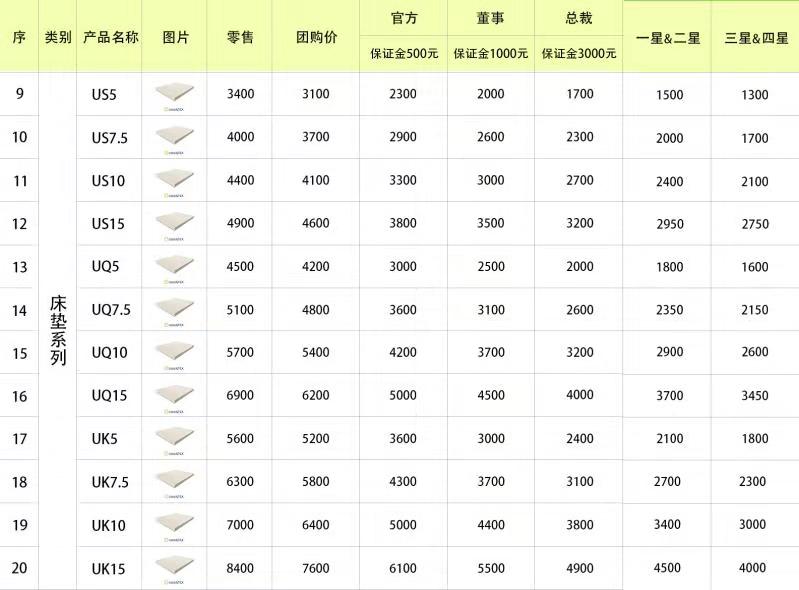 序 类别 产品名称 图片 零售 团购价 官方 董事 总裁 一星&二星 三星&四星
保证金500元 保证金1000元 保证金3000元
床垫系列
9 US5 3400 3100 2300 2000 1700 1500 1300
10 US7.5 4000 3700 2900 2600 2300 2000 1700
11 US10 4400 4100 3300 3000 2700 2400 2100
12 US15 4900 4600 3800 3500 3200 2950 2750
13 UQ5 4500 4200 3000 2500 2000 1800 1600
14 UQ7.5 5100 4800 3600 3100 2600 2350 2150
15 UQ10 5700 5400 4200 3700 3200 2900 2600
16 UQ15 6900 6200 5000 4500 4000 3700 3450
17 UK5 5600 5200 3600 3000 2400 2100 1800
18 UK7.5 6300 5800 4300 3700 3100 2700 2300
19 UK10 7000 6400 5000 4400 3800 3400 3000
20 UK15 8400 7600 6100 5500 4900 4500 4000